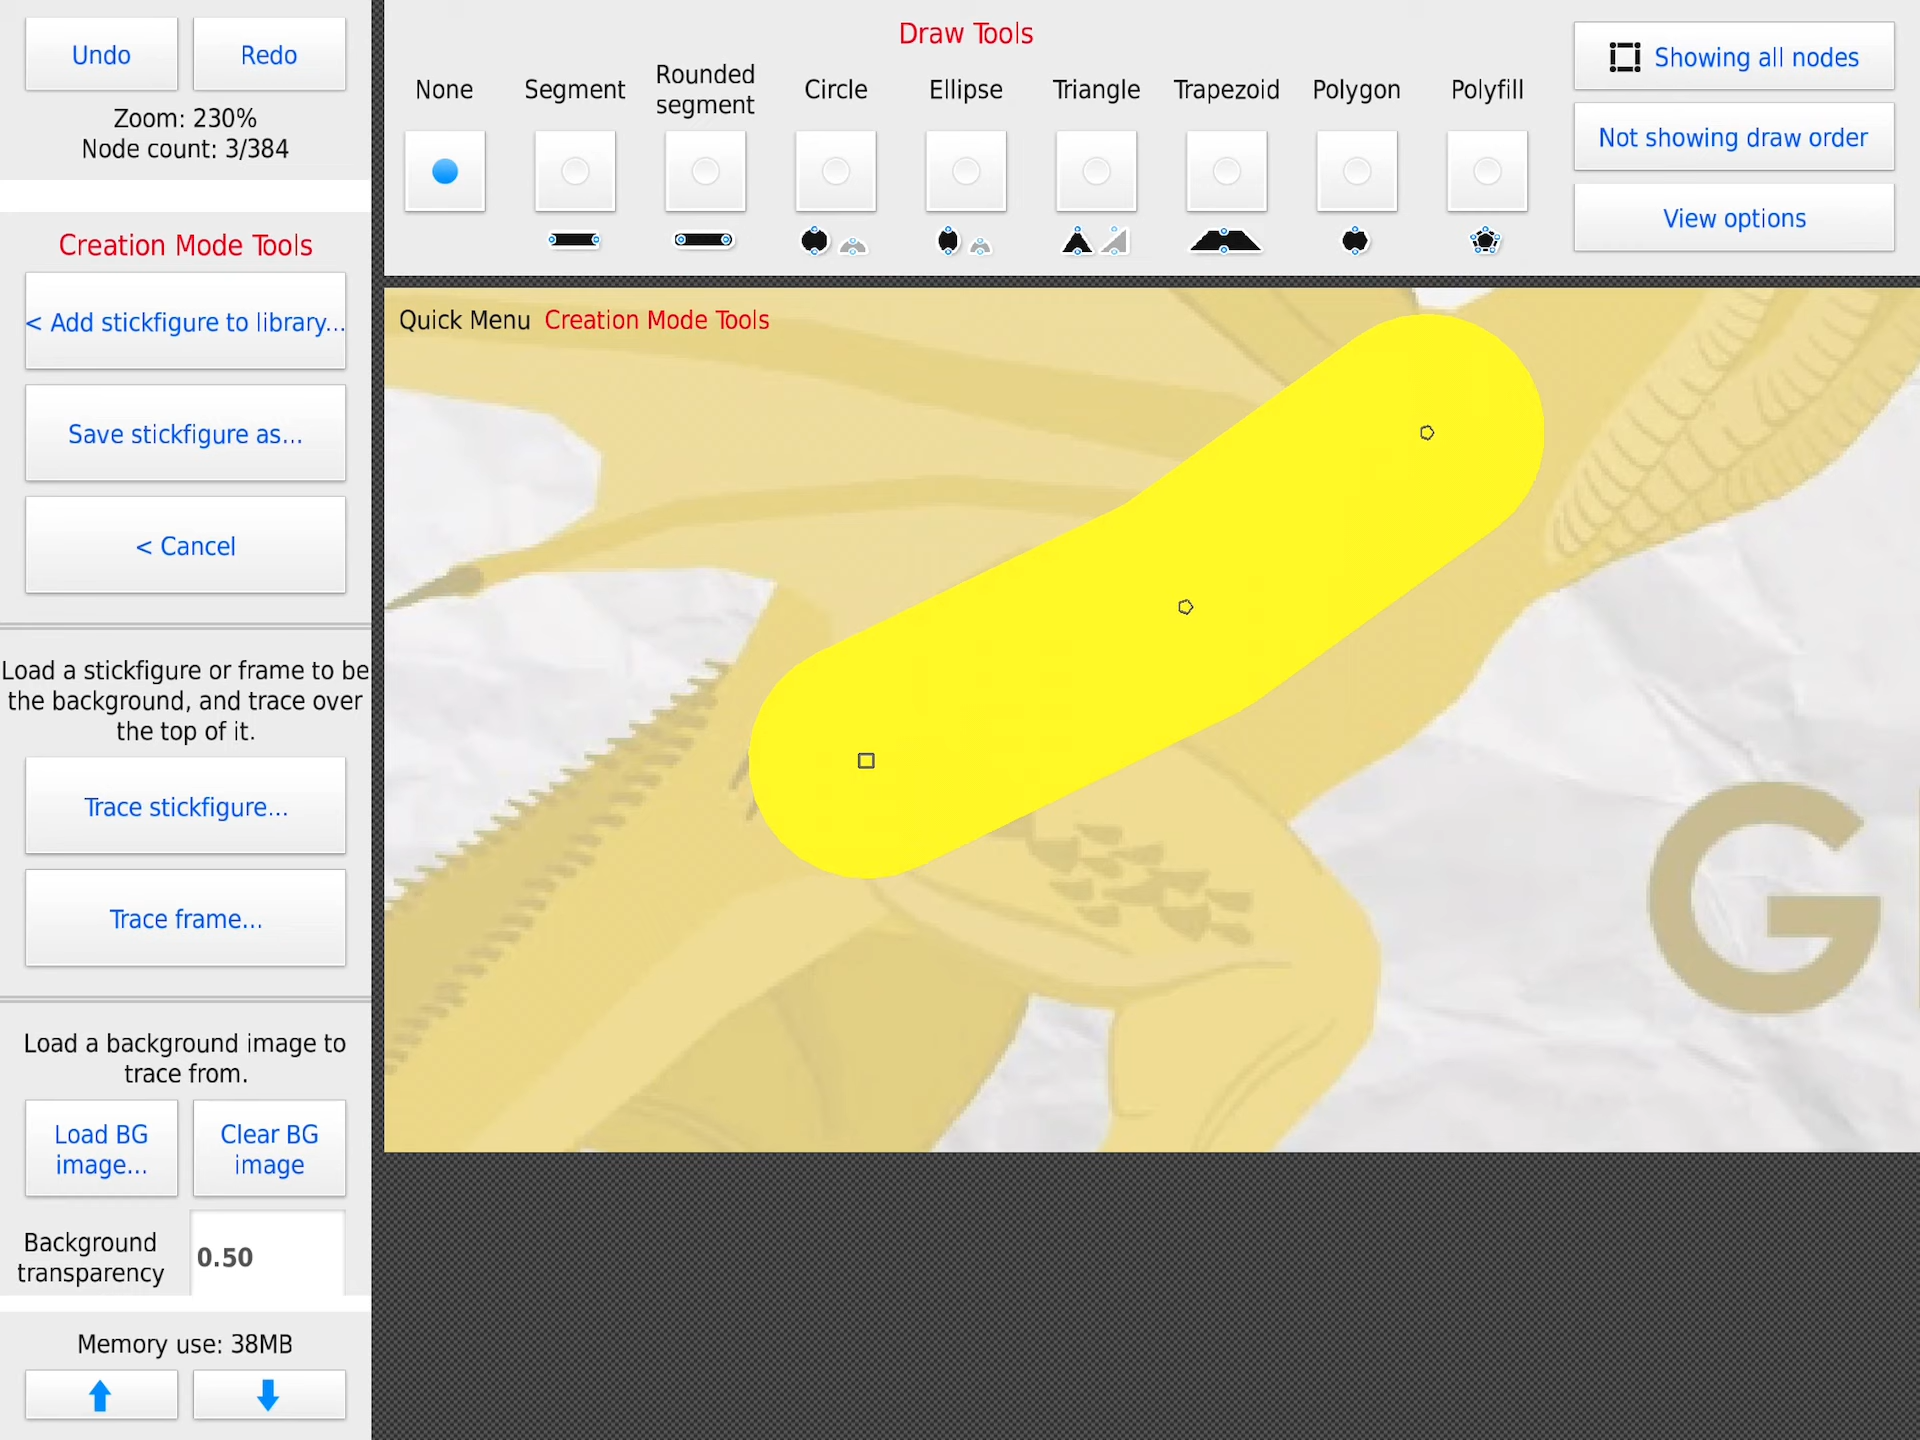 Undo
Redo
Zoom: 230%
Node count: 3/384
Creation Mode Tools
< Add stickfigure to library...
Save stickfigure as...
< Cancel
Load a stickfigure or frame to be
the background, and trace over
the top of it.
Trace stickfigure...
Trace frame...
Load a background image to
trace from.
Load BG
image...
Clear BG
image
Background
transparency
0.50
Memory use: 38MB
Draw Tools
None
Segment
Rounded
segment
Circle
Ellipse
Triangle
Trapezoid
Polygon
Polyfill
Showing all nodes
Not showing draw order
View options
Quick Menu Creation Mode Tools
G